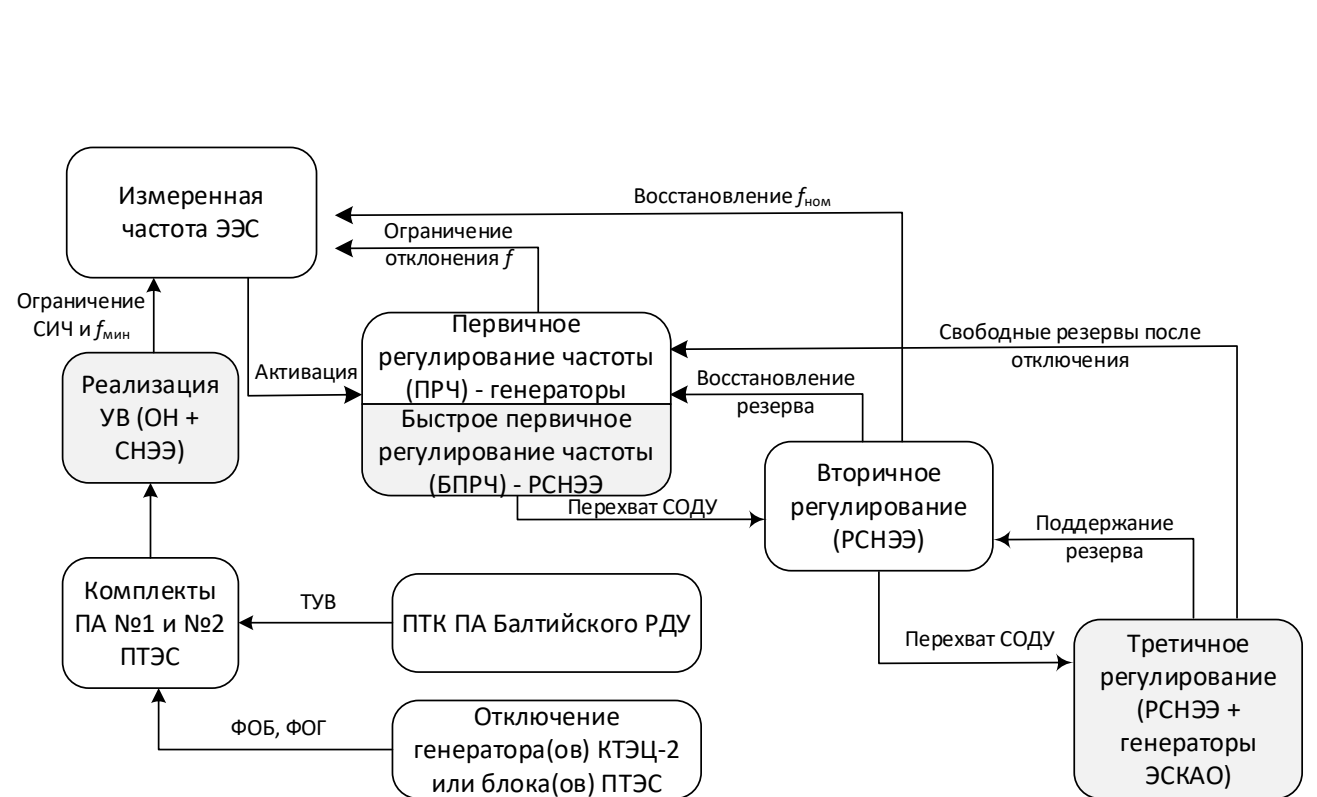 Измеренная
частота ЭЭС
Восстановление fном
Ограничение
отклонения f
Ограничение
СИЧ и fмин
Активация
Первичное
регулирование частоты
(ПРЧ) - генераторы
Быстрое первичное
регулирование частоты
(БПРЧ) - РСНЭЭ
Свободные резервы после
отключения
Восстановление
резерва
Реализация
УВ (ОН +
СНЭЭ)
Перехват СОДУ
Вторичное
регулирование
(РСНЭЭ)
Поддержание
резерва
Комплекты
ПА №1 и №2
ПТЭС
ТУВ
ПТК ПА Балтийского РДУ
Перехват СОДУ
Третичное
регулирование
(РСНЭЭ +
генераторы
ЭСКАО)
ФОБ, ФОГ
Отключение
генератора(ов) КТЭЦ-2
или блока(ов) ПТЭС